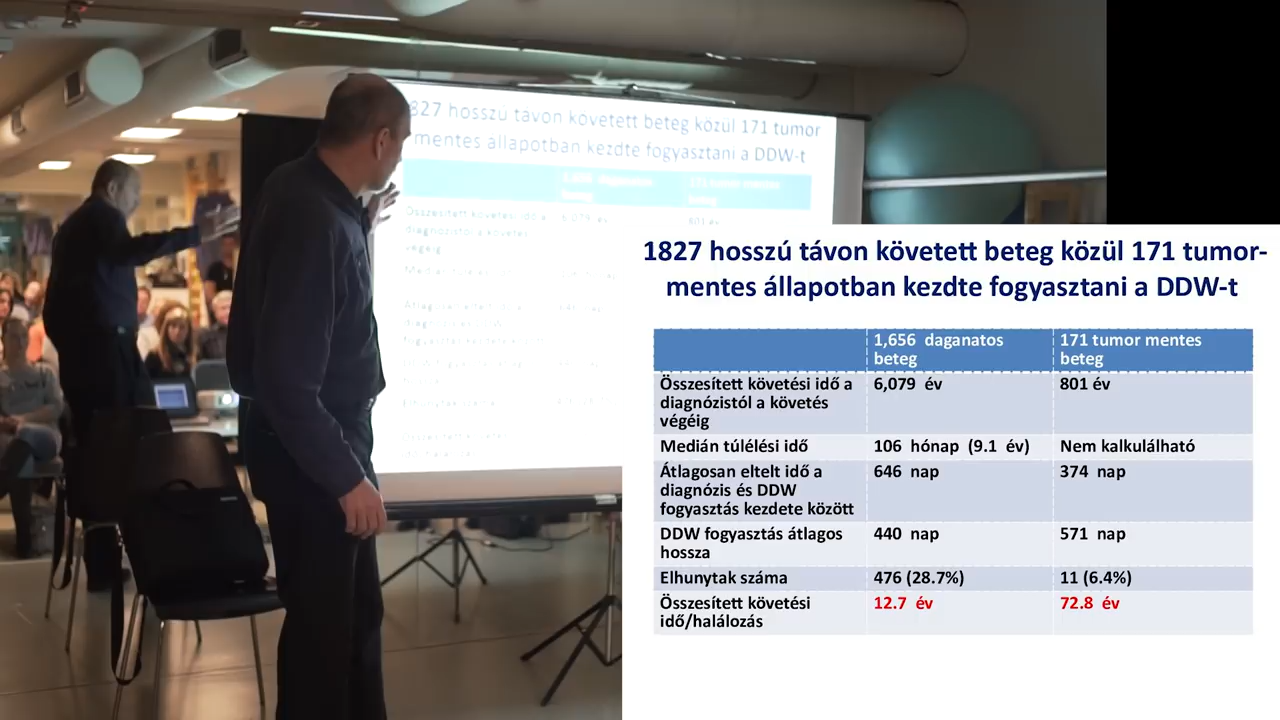 827 hosszú távon követett beteg közül 171 tumor
mentes állapotban kezdte fogyasztani a DDW-t
1827 hosszú távon követett beteg közül 171 tumor-
mentes állapotban kezdte fogyasztani a DDW-t
1,656 daganatos beteg
171 tumor mentes beteg
Összesített követési idő a
diagnózistól a követés
végéig
6,079 év
801 év
Medián túlélési idő
106 hónap (9.1 év)
Nem kalkulálható
Átlagosan eltelt idő a
diagnózis és DDW
fogyasztás kezdete között
646 nap
374 nap
DDW fogyasztás átlagos
hossza
440 nap
571 nap
Elhunytak száma
476 (28.7%)
11 (6.4%)
Összesített követési
idő/halálozás
12.7 év
72.8 év